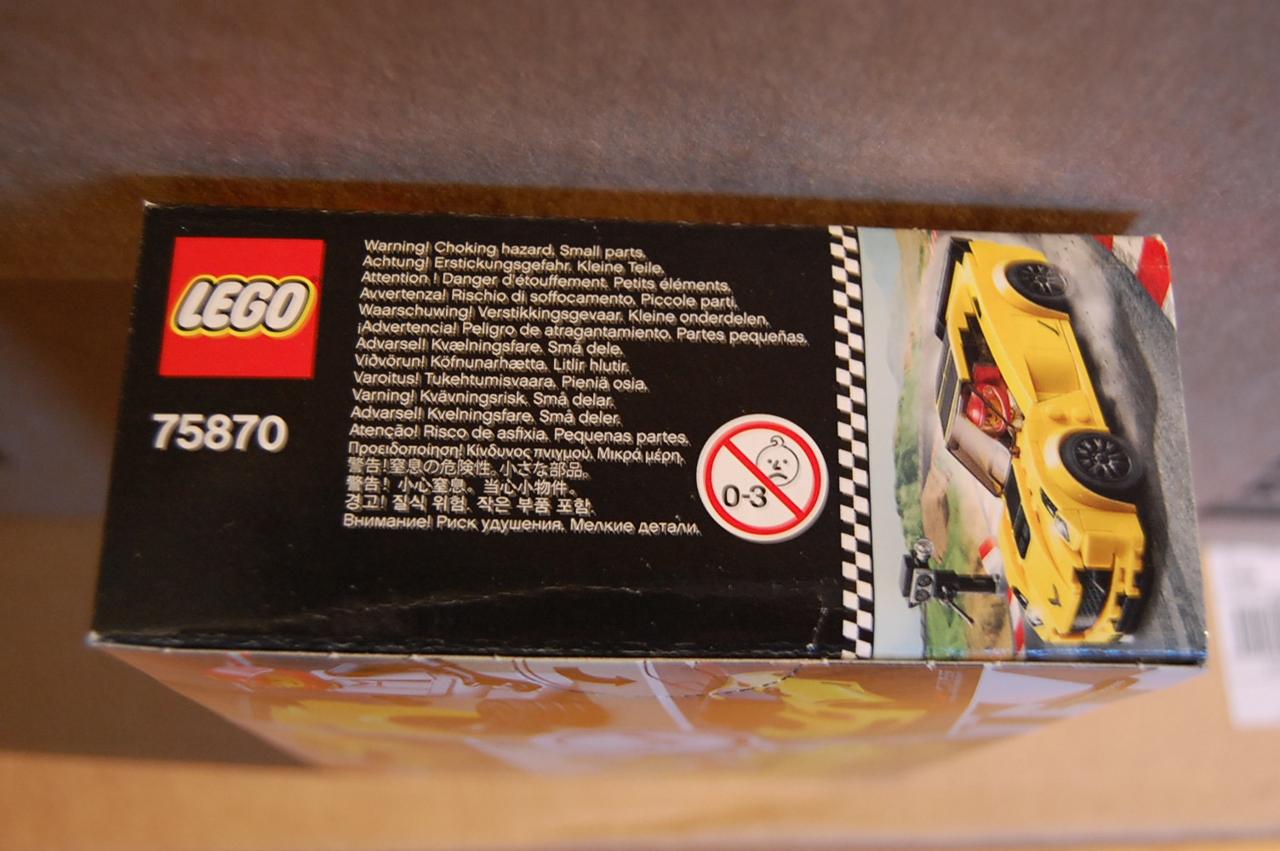 LEGO
75870
Warning! Choking hazard. Small parts.
Achtung! Erstickungsgefahr. Kleine Teile.
Attention ! Danger d'étouffement. Petits éléments.
Avvertenza! Rischio di soffocamento. Piccole parti.
Waarschuwing! Verstikkingsgevaar. Kleine onderdelen.
¡Advertencia! Peligro de atragantamiento. Partes pequeñas.
Advarsel! Kvælningsfare. Små dele.
Viðvörun! Köfnunarhætta. Litlir hlutir.
Varoitus! Tukehtumisvaara. Pieniä osia.
Varning! Kvävningsrisk. Små delar.
Advarsel! Kvelningsfare. Små deler.
Atenção! Risco de asfixia. Pequenas partes.
Προειδοποίηση! Κίνδυνος πνιγμού. Μικρά μέρη.
警告!窒息の危険性。小さな部品。
警告！小心窒息。当心小物件。
경고! 질식 위험. 작은 부품 포함.
Внимание! Риск удушения. Мелкие детали.
0-3